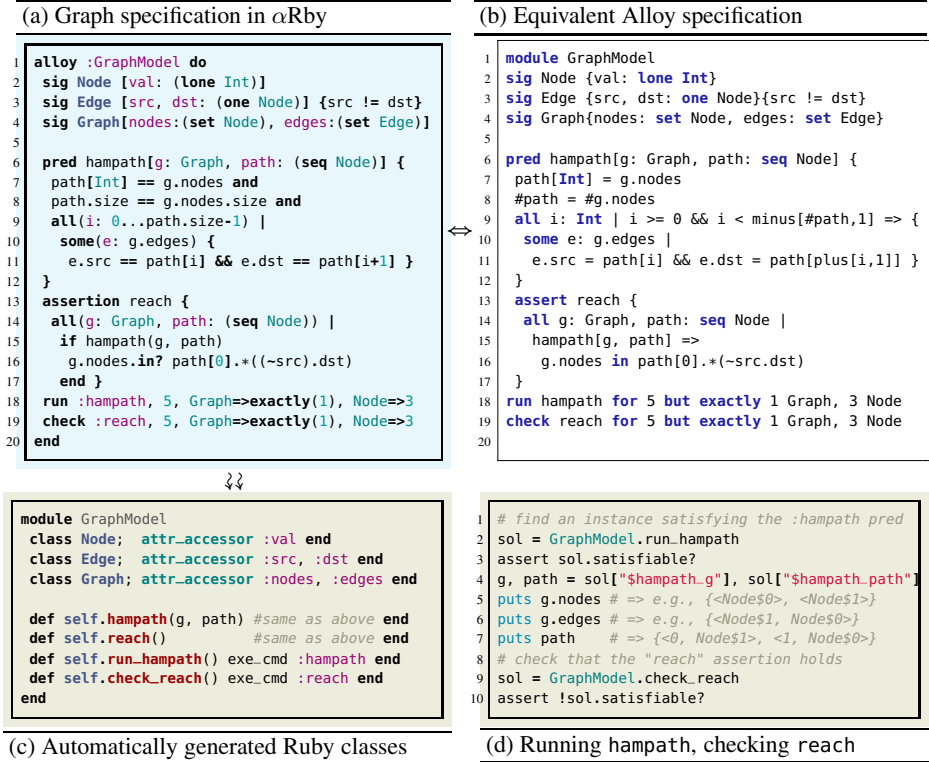 (a) Graph specification in αRby
1 alloy :GraphModel do
2 sig Node [val: (lone Int)]
3 sig Edge [src, dst: (one Node)] {src != dst}
4 sig Graph[nodes:(set Node), edges:(set Edge)]
5
6 pred hampath[g: Graph, path: (seq Node)] {
7 path[Int] == g.nodes and
8 path.size == g.nodes.size and
9 all(i: 0...path.size-1) |
10 some(e: g.edges) {
11 e.src == path[i] && e.dst == path[i+1] }
12 }
13 assertion reach {
14 all(g: Graph, path: (seq Node)) |
15 if hampath(g, path)
16 g.nodes.in? path[0].*((~src).dst)
17 end }
18 run :hampath, 5, Graph=>exactly(1), Node=>3
19 check :reach, 5, Graph=>exactly(1), Node=>3
20 end
⇔
(b) Equivalent Alloy specification
1 module GraphModel
2 sig Node {val: lone Int}
3 sig Edge {src, dst: one Node}{src != dst}
4 sig Graph{nodes: set Node, edges: set Edge}
5
6 pred hampath[g: Graph, path: seq Node] {
7 path[Int] = g.nodes
8 #path = #g.nodes
9 all i: Int | i >= 0 && i < minus[#path,1] => {
10 some e: g.edges |
11 e.src = path[i] && e.dst = path[plus[i,1]] }
12 }
13 assert reach {
14 all g: Graph, path: seq Node |
15 hampath[g, path] =>
16 g.nodes in path[0].*(~src.dst)
17 }
18 run hampath for 5 but exactly 1 Graph, 3 Node
19 check reach for 5 but exactly 1 Graph, 3 Node
20
module GraphModel
class Node; attr_accessor :val end
class Edge; attr_accessor :src, :dst end
class Graph; attr_accessor :nodes, :edges end
def self.hampath(g, path) #same as above end
def self.reach() #same as above end
def self.run_hampath() exe_cmd :hampath end
def self.check_reach() exe_cmd :reach end
end
(c) Automatically generated Ruby classes
1 # find an instance satisfying the :hampath pred
2 sol = GraphModel.run_hampath
3 assert sol.satisfiable?
4 g, path = sol["$hampath_g"], sol["$hampath_path"]
5 puts g.nodes # => e.g., {<Node$0>, <Node$1>}
6 puts g.edges # => e.g., {<Node$1, Node$0>}
7 puts path # => {<0, Node$1>, <1, Node$0>}
8 # check that the "reach" assertion holds
9 sol = GraphModel.check_reach
10 assert !sol.satisfiable?
(d) Running hampath, checking reach